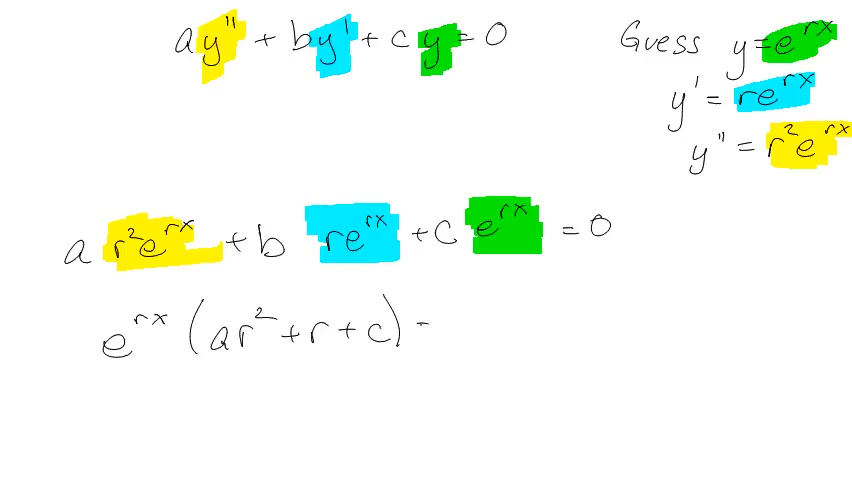 ay'' + by' + cy = 0
Guess y = e^{rx}
y' = re^{rx}
y'' = r^2e^{rx}
a r^2e^{rx} + b re^{rx} + c e^{rx} = 0
e^{rx} (ar^2 + r + c) =